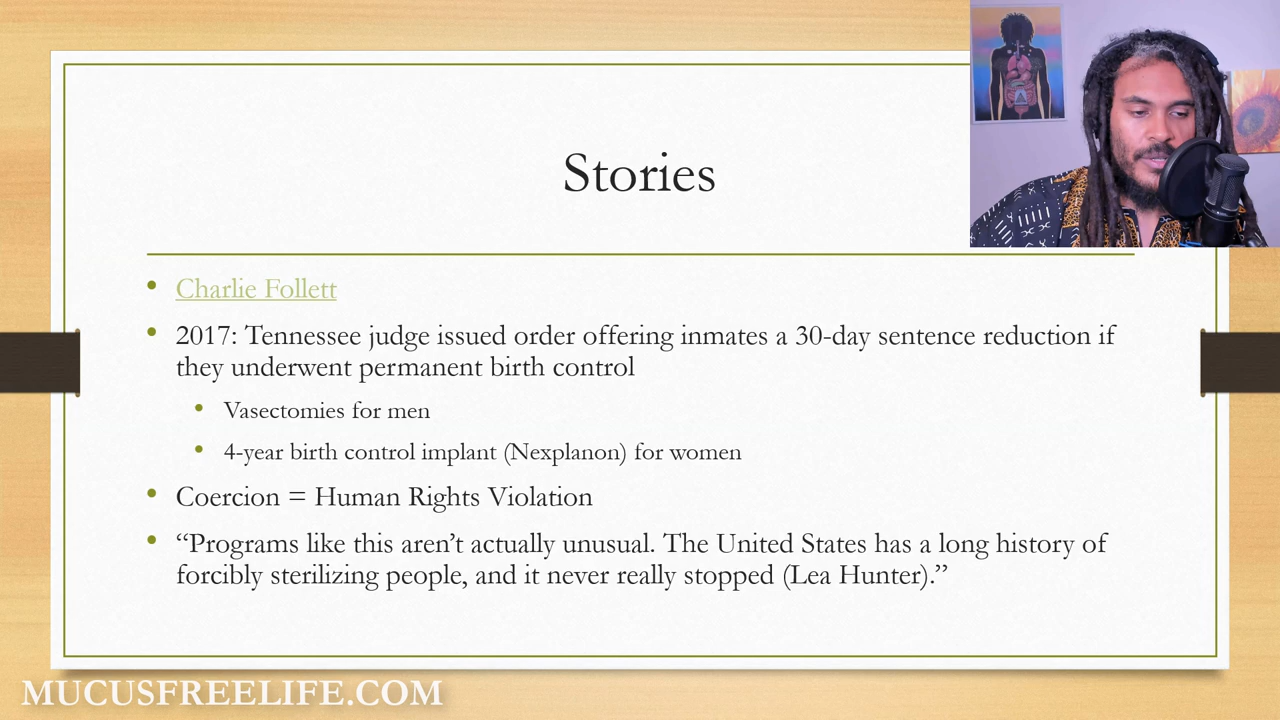 Stories
• Charlie Follett
• 2017: Tennessee judge issued order offering inmates a 30-day sentence reduction if
they underwent permanent birth control
• Vasectomies for men
• 4-year birth control implant (Nexplanon) for women
• Coercion = Human Rights Violation
• “Programs like this aren’t actually unusual. The United States has a long history of
forcibly sterilizing people, and it never really stopped (Lea Hunter).”
MUCUSFREELIFE.COM